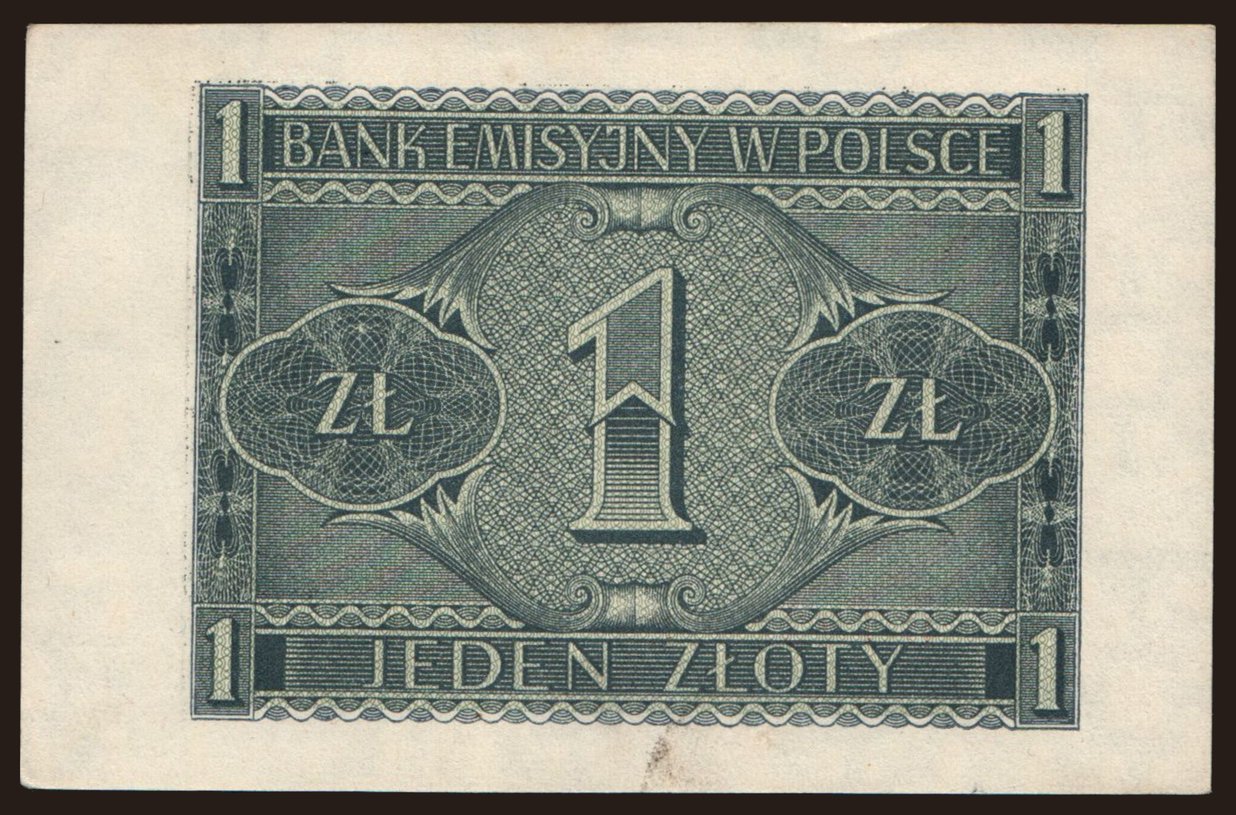 1 BANK EMISYJNY W POLSCE 1
1
ZŁ ZŁ
1 JEDEN ZŁOTY 1